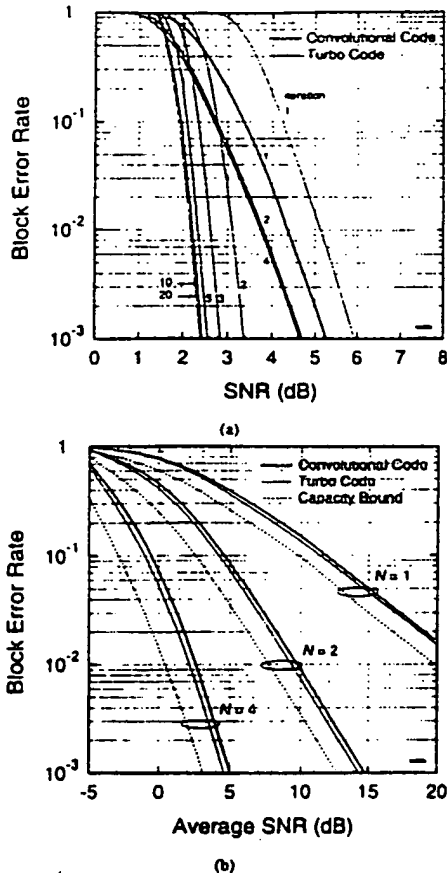 1
Convolutional Code
Turbo Code
Iteration
1
10⁻¹
Block Error Rate
1
10⁻²
2
4
10
20
5
3
2
10⁻³
0 1 2 3 4 5 6 7 8
SNR (dB)
(a)
1
Convolutional Code
Turbo Code
Capacity Bound
10⁻¹
Block Error Rate
N = 1
N = 2
10⁻²
N = 4
10⁻³
-5 0 5 10 15 20
Average SNR (dB)
(b)